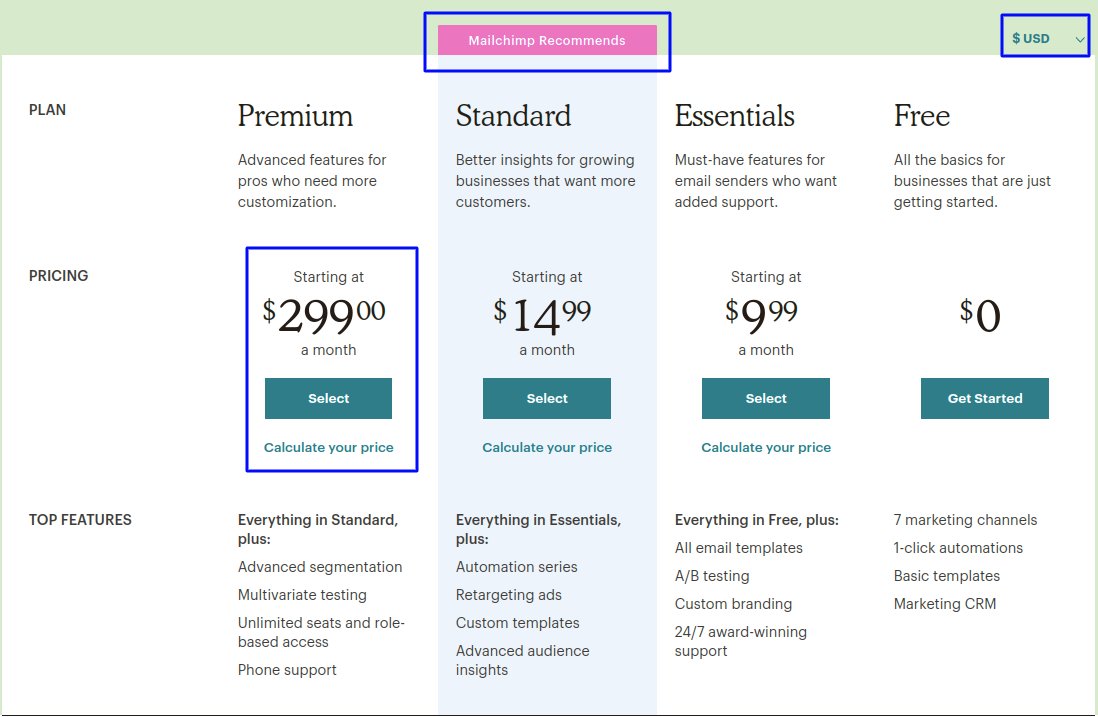 Mailchimp Recommends
$ USD
PLAN
Premium
Advanced features for
pros who need more
customization.
Standard
Better insights for growing
businesses that want more
customers.
Essentials
Must-have features for
email senders who want
added support.
Free
All the basics for
businesses that are just
getting started.
PRICING
Starting at
$29900
a month
Select
Calculate your price
Starting at
$1499
a month
Select
Calculate your price
Starting at
$999
a month
Select
Calculate your price
$0
Get Started
TOP FEATURES
Everything in Standard,
plus:
Advanced segmentation
Multivariate testing
Unlimited seats and role-
based access
Phone support
Everything in Essentials,
plus:
Automation series
Retargeting ads
Custom templates
Advanced audience
insights
Everything in Free, plus:
All email templates
A/B testing
Custom branding
24/7 award-winning
support
7 marketing channels
1-click automations
Basic templates
Marketing CRM